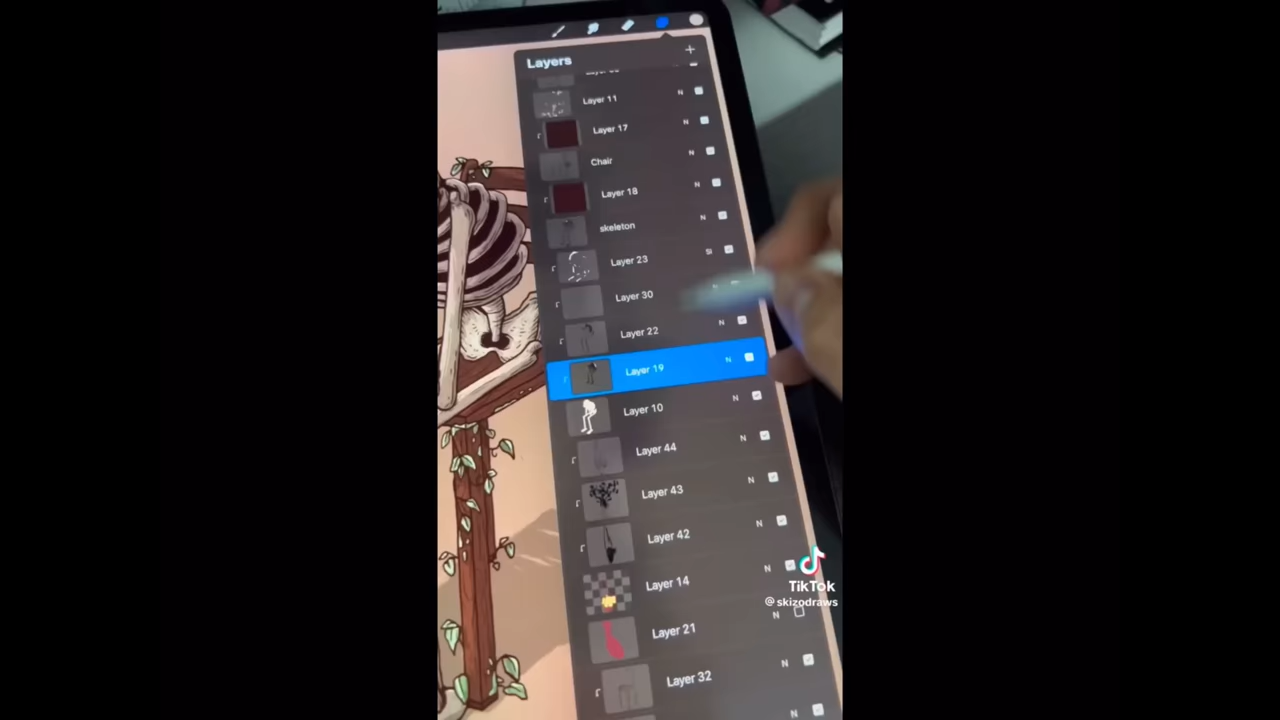 Layers
Layer 11 N
Layer 17 N
Chair N
Layer 18 N
skeleton N
Layer 23 SI
Layer 30
Layer 22 N
Layer 19 N
Layer 10 N
Layer 44 N
Layer 43 N
Layer 42 N
Layer 14 N
TikTok
@skizodraws
Layer 21 N
Layer 32 N
N